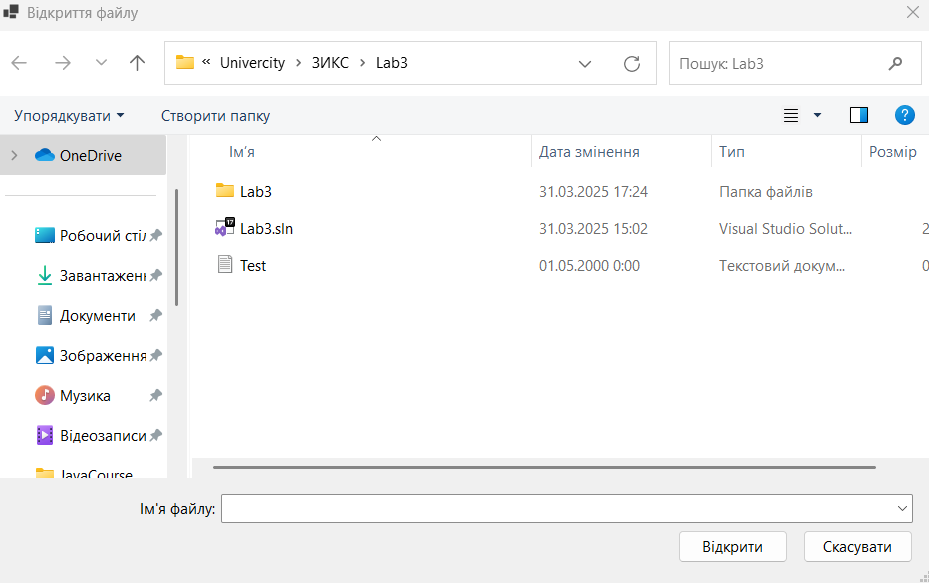 Відкриття файлу
« Univercity › ЗИКС › Lab3
Пошук: Lab3
Упорядкувати Створити папку
OneDrive
Ім'я Дата змінення Тип Розмір
Lab3 31.03.2025 17:24 Папка файлів
Lab3.sln 31.03.2025 15:02 Visual Studio Solut... 2
Test 01.05.2000 0:00 Текстовий докум... 0
Робочий стіл
Завантажен
Документи
Зображення
Музика
Відеозаписи
JavaCourse
Ім'я файлу:
Відкрити Скасувати